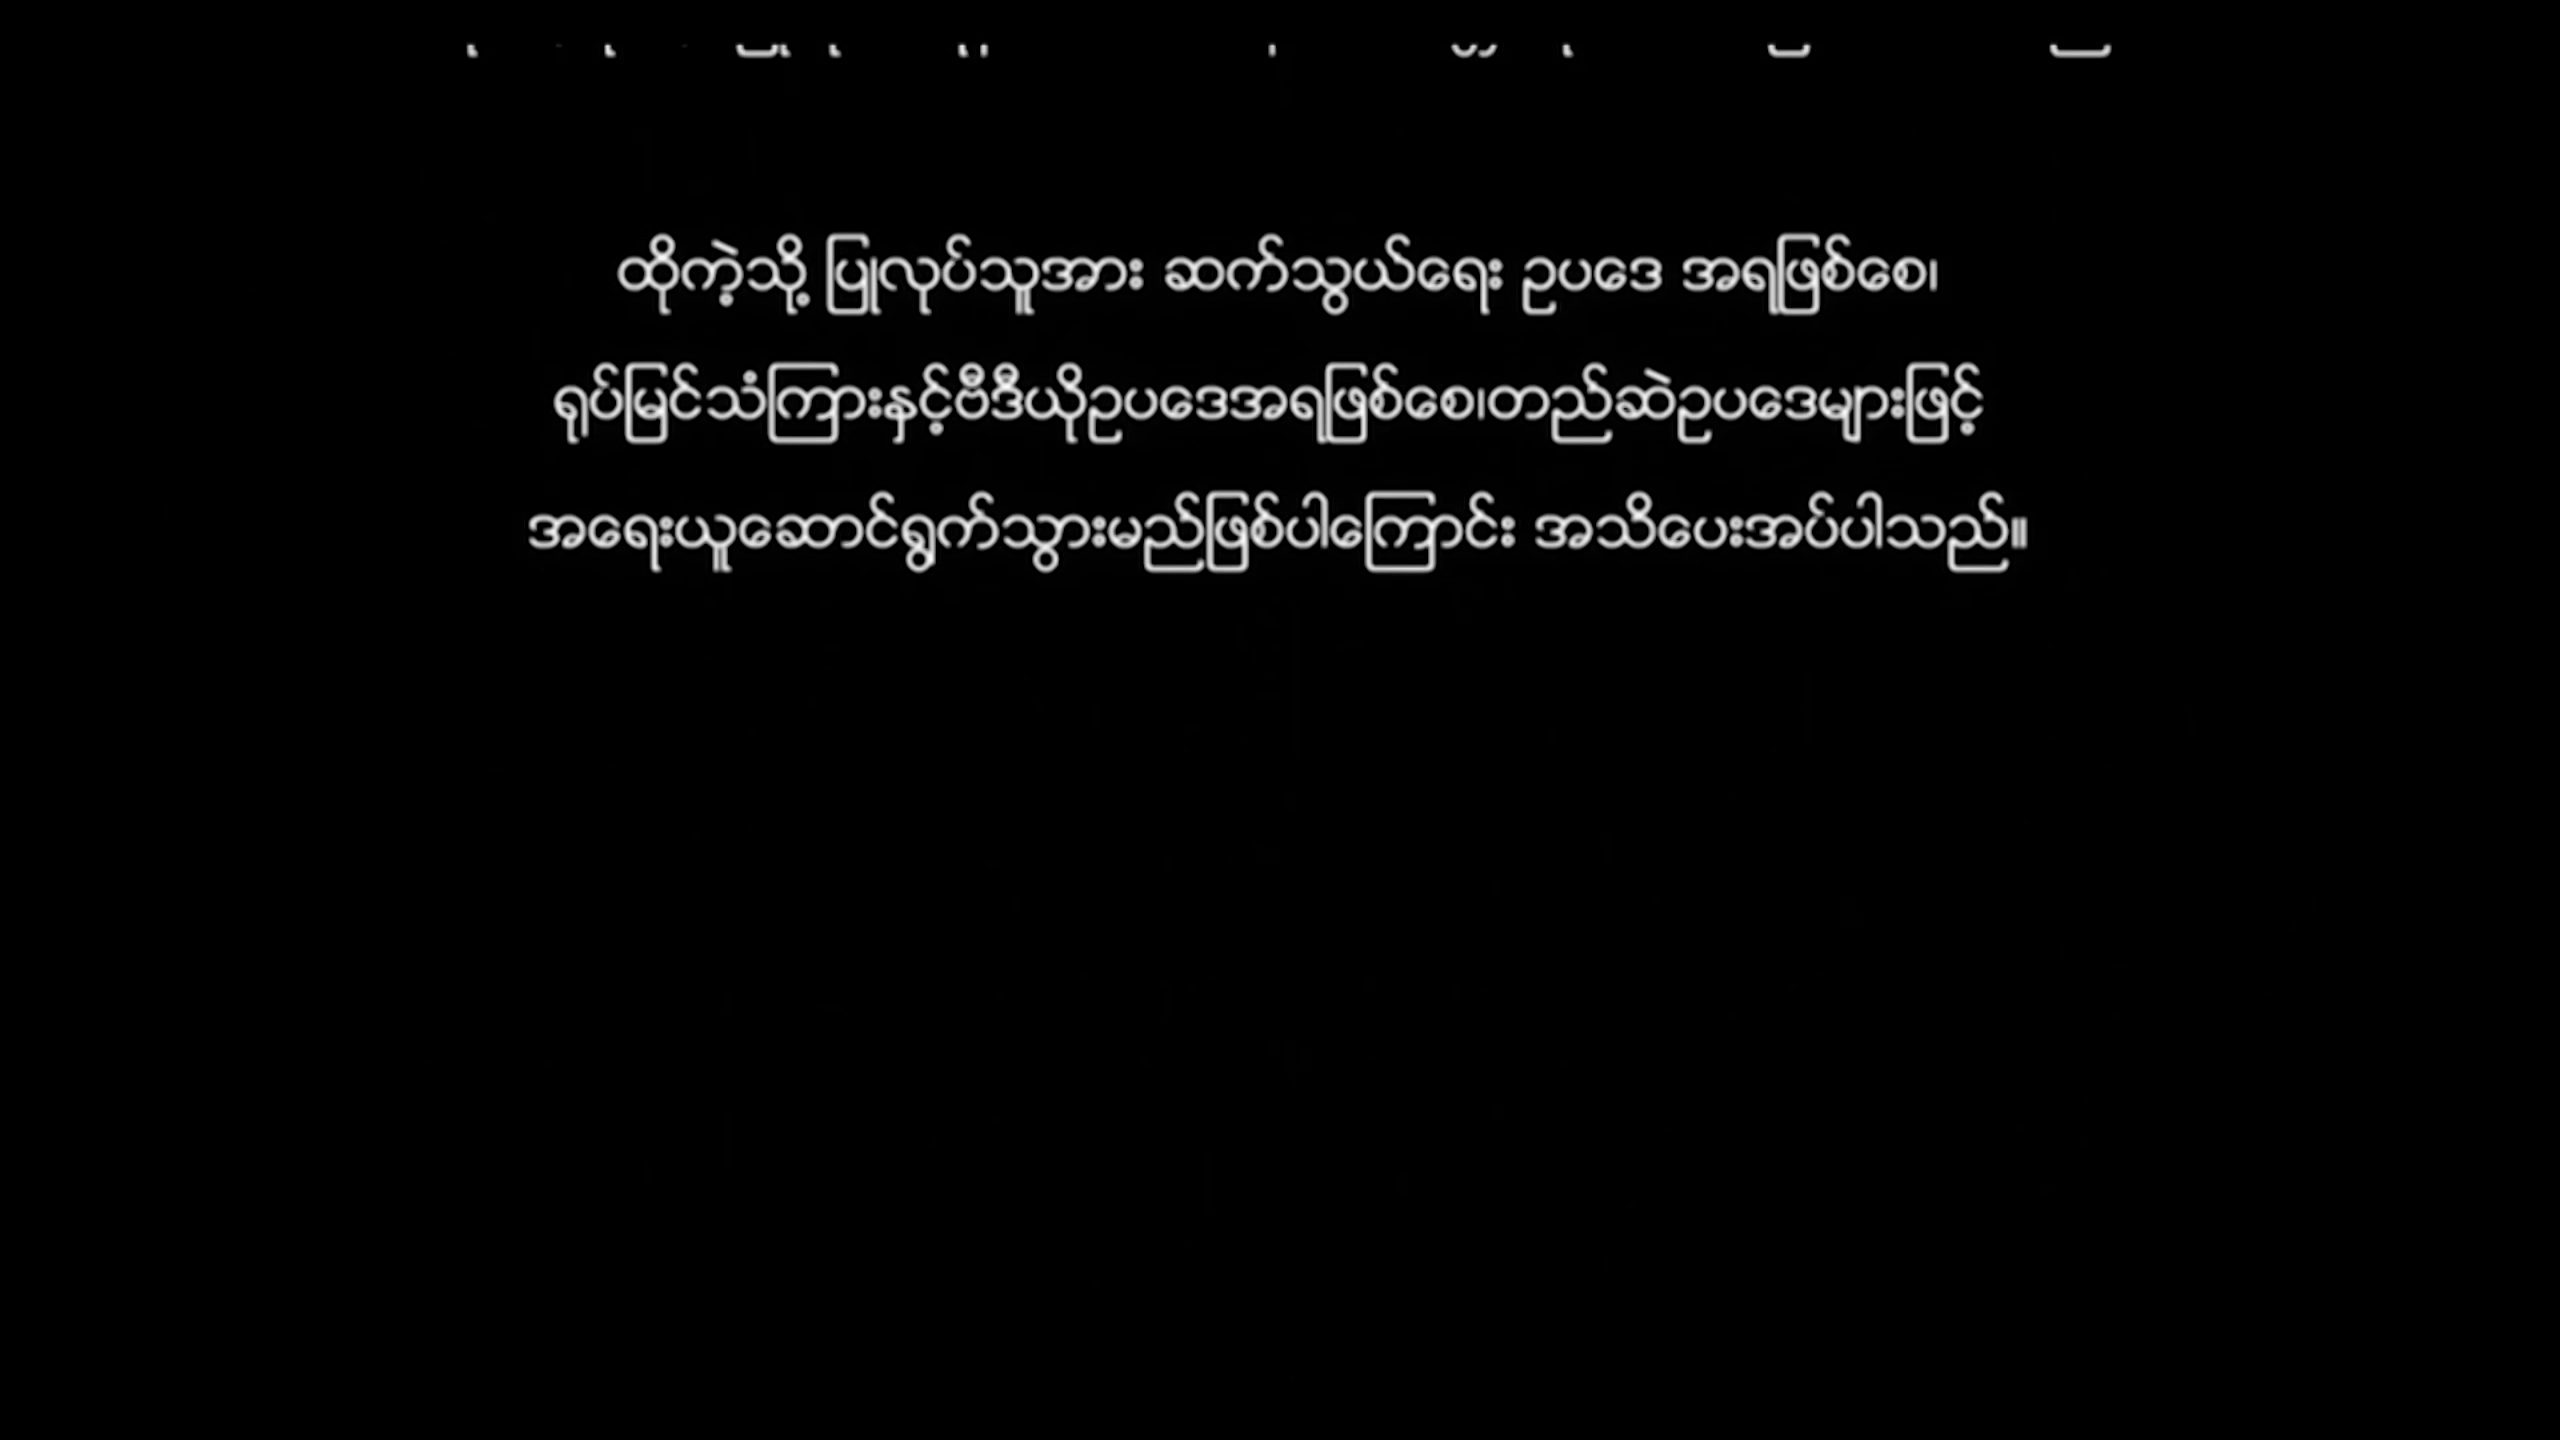 ထိုကဲ့သို့ ပြုလုပ်သူအား ဆက်သွယ်ရေး ဥပဒေ အရဖြစ်စေ၊
ရုပ်မြင်သံကြားနှင့်ဗီဒီယိုဥပဒေအရဖြစ်စေ၊တည်ဆဲဥပဒေများဖြင့်
အရေးယူဆောင်ရွက်သွားမည်ဖြစ်ပါကြောင်း အသိပေးအပ်ပါသည်။